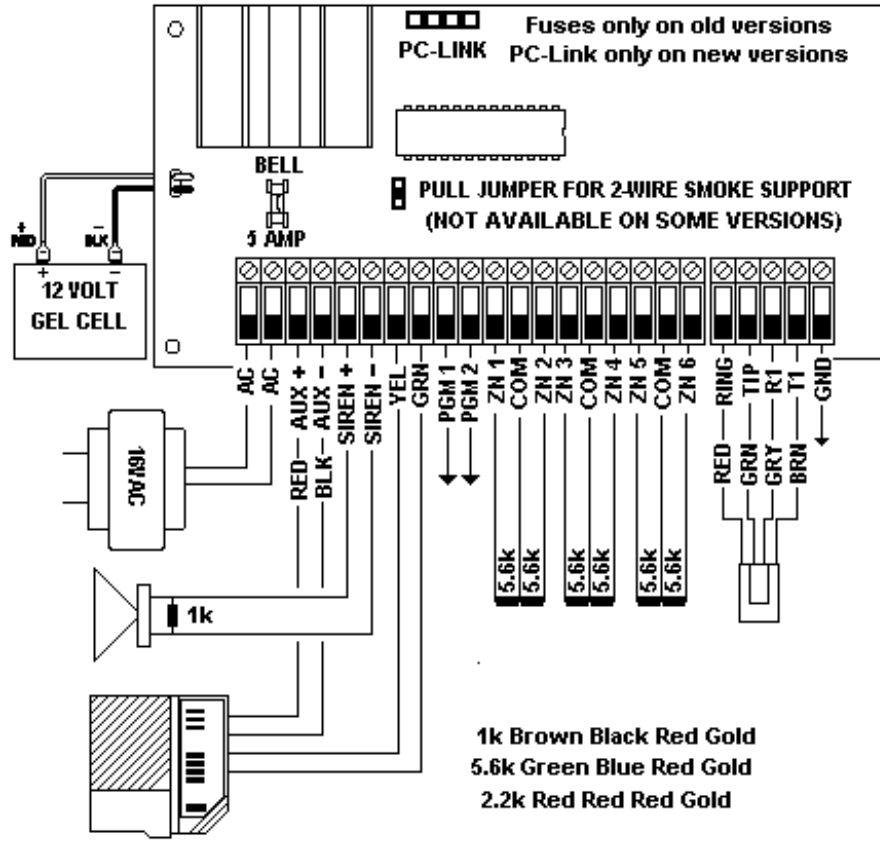 Fuses only on old versions
PC-LINK PC-Link only on new versions
BELL
5 AMP
PULL JUMPER FOR 2-WIRE SMOKE SUPPORT
(NOT AVAILABLE ON SOME VERSIONS)
+ −
RED BLK
+ −
12 VOLT
GEL CELL
AC
AC
AUX +
AUX −
SIREN +
SIREN −
YEL
GRN
PGM 1
PGM 2
ZN 1
COM
ZN 2
ZN 3
COM
ZN 4
ZN 5
COM
ZN 6
RING
TIP
R1
T1
GND
RED
BLK
RED
GRN
GRY
BRN
16VAC
5.6k
5.6k
5.6k
5.6k
5.6k
5.6k
1k
1k Brown Black Red Gold
5.6k Green Blue Red Gold
2.2k Red Red Red Gold